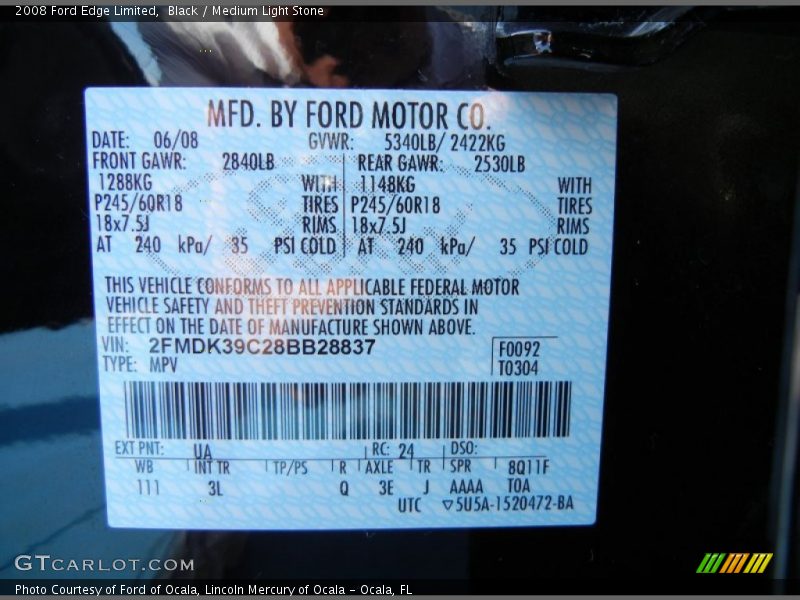 2008 Ford Edge Limited, Black / Medium Light Stone
MFD. BY FORD MOTOR CO.
DATE: 06/08 GVWR: 5340LB/ 2422KG
FRONT GAWR: 2840LB REAR GAWR: 2530LB
1288KG WITH 1148KG WITH
P245/60R18 TIRES P245/60R18 TIRES
18x7.5J RIMS 18x7.5J RIMS
AT 240 kPa/ 35 PSI COLD AT 240 kPa/ 35 PSI COLD
THIS VEHICLE CONFORMS TO ALL APPLICABLE FEDERAL MOTOR
VEHICLE SAFETY AND THEFT PREVENTION STANDARDS IN
EFFECT ON THE DATE OF MANUFACTURE SHOWN ABOVE.
VIN: 2FMDK39C28BB28837 F0092
TYPE: MPV T0304
EXT PNT: UA RC: 24 DSO:
WB INT TR TP/PS R AXLE TR SPR 8Q11F
111 3L Q 3E J AAAA TOA
UTC ▽5U5A-1520472-BA
GTCARLOT.COM
Photo Courtesy of Ford of Ocala, Lincoln Mercury of Ocala - Ocala, FL